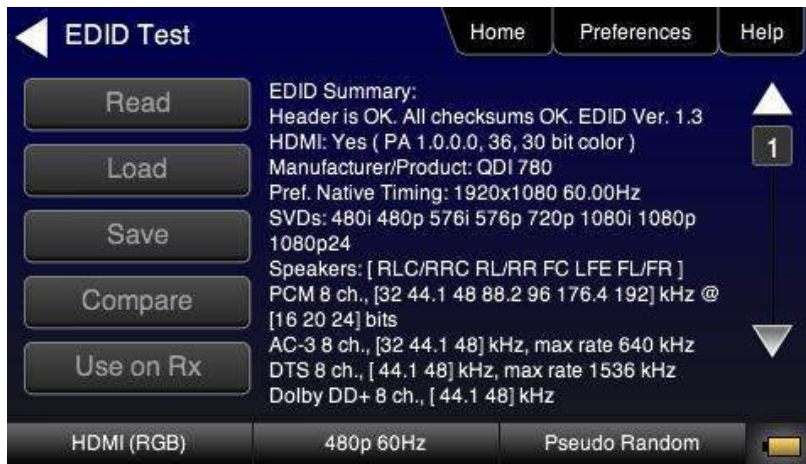 EDID Test
Home
Preferences
Help
Read
Load
Save
Compare
Use on Rx
EDID Summary:
Header is OK. All checksums OK. EDID Ver. 1.3
HDMI: Yes ( PA 1.0.0.0, 36, 30 bit color )
Manufacturer/Product: QDI 780
Pref. Native Timing: 1920x1080 60.00Hz
SVDs: 480i 480p 576i 576p 720p 1080i 1080p
1080p24
Speakers: [ RLC/RRC RL/RR FC LFE FL/FR ]
PCM 8 ch., [32 44.1 48 88.2 96 176.4 192] kHz @
[16 20 24] bits
AC-3 8 ch., [32 44.1 48] kHz, max rate 640 kHz
DTS 8 ch., [ 44.1 48] kHz, max rate 1536 kHz
Dolby DD+ 8 ch., [ 44.1 48] kHz
1
HDMI (RGB)
480p 60Hz
Pseudo Random